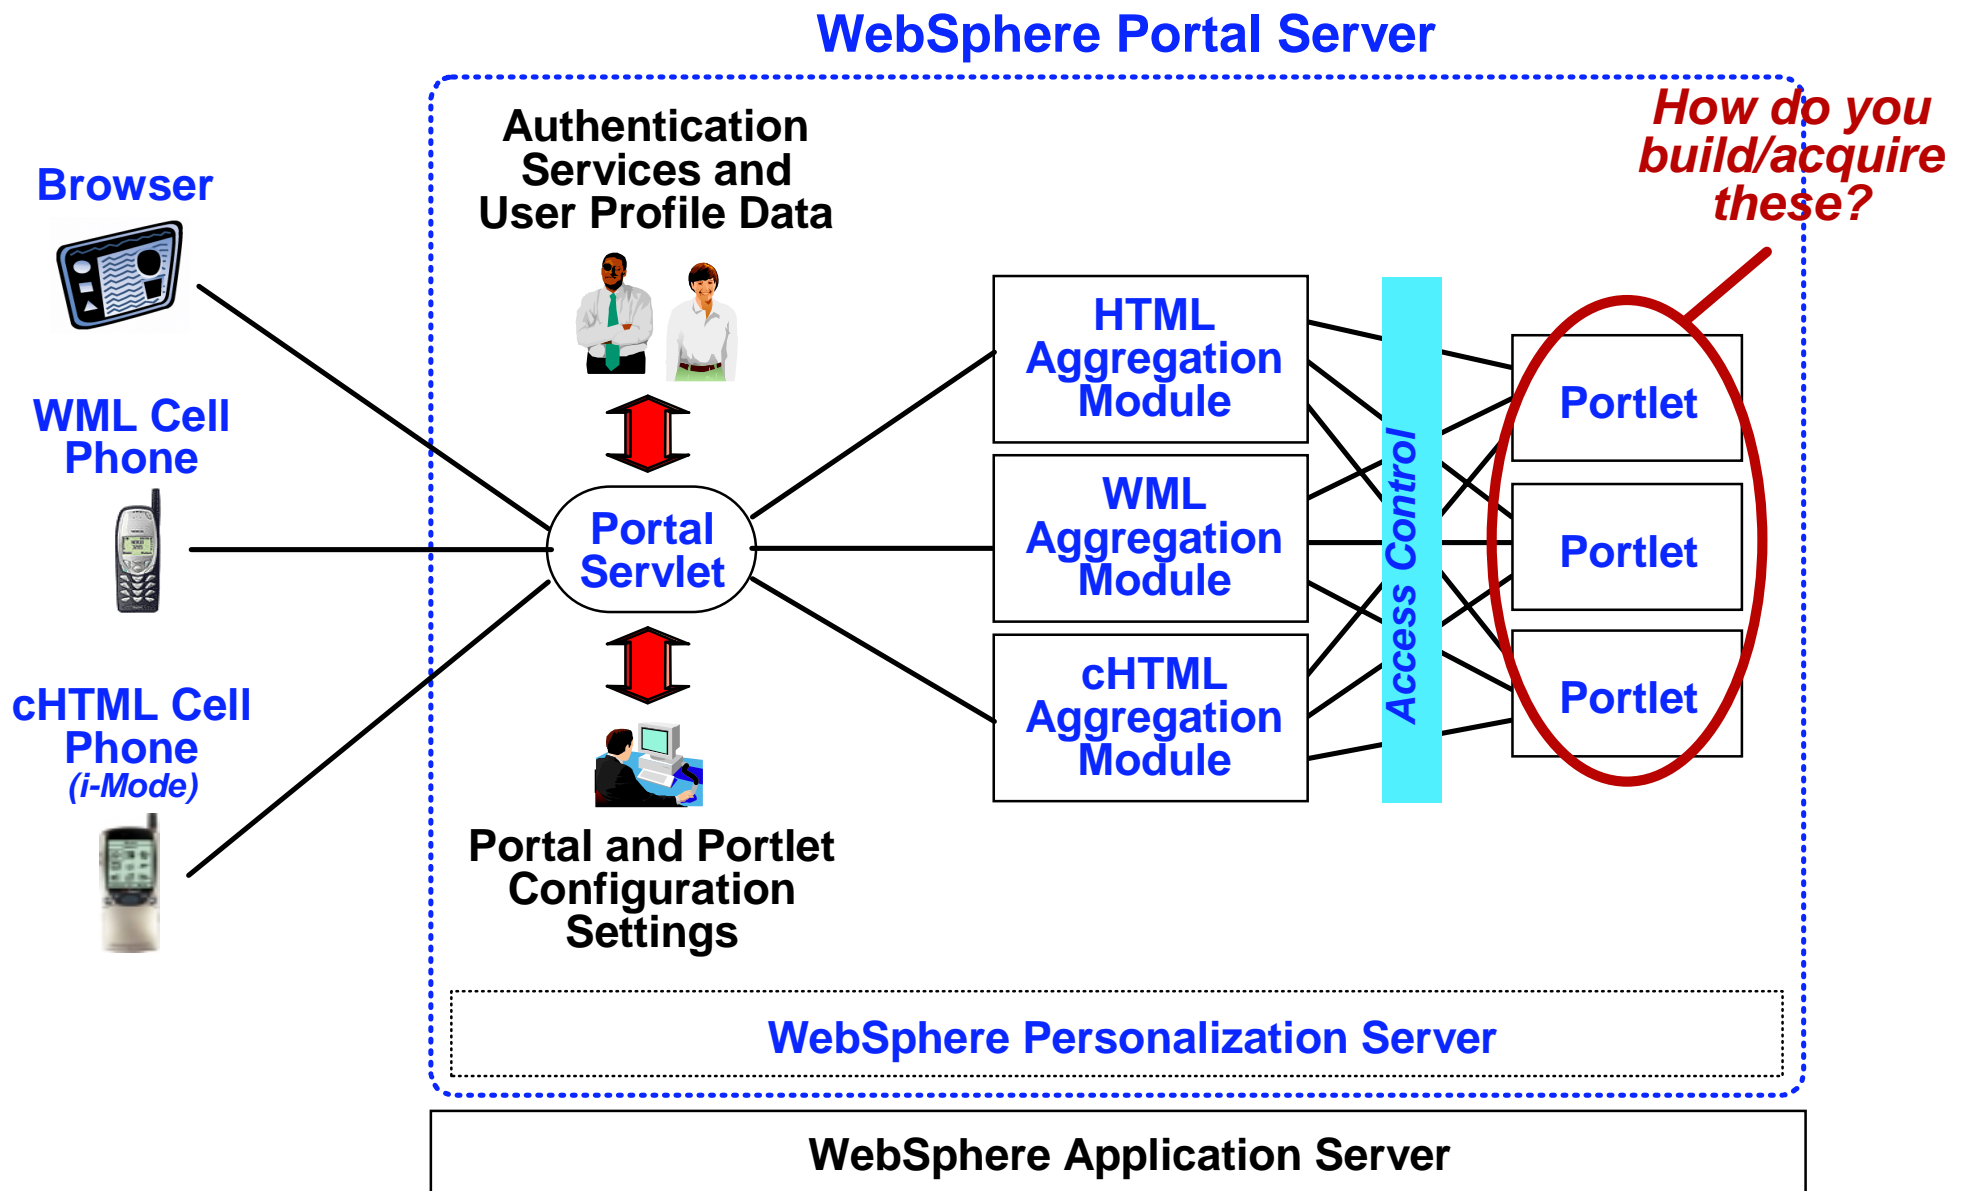 WebSphere Portal Server
How do you
build/acquire
these?
Authentication
Services and
User Profile Data
Browser
WML Cell
Phone
cHTML Cell
Phone
(i-Mode)
Portal
Servlet
Portal and Portlet
Configuration
Settings
HTML
Aggregation
Module
WML
Aggregation
Module
cHTML
Aggregation
Module
Access Control
Portlet
Portlet
Portlet
WebSphere Personalization Server
WebSphere Application Server